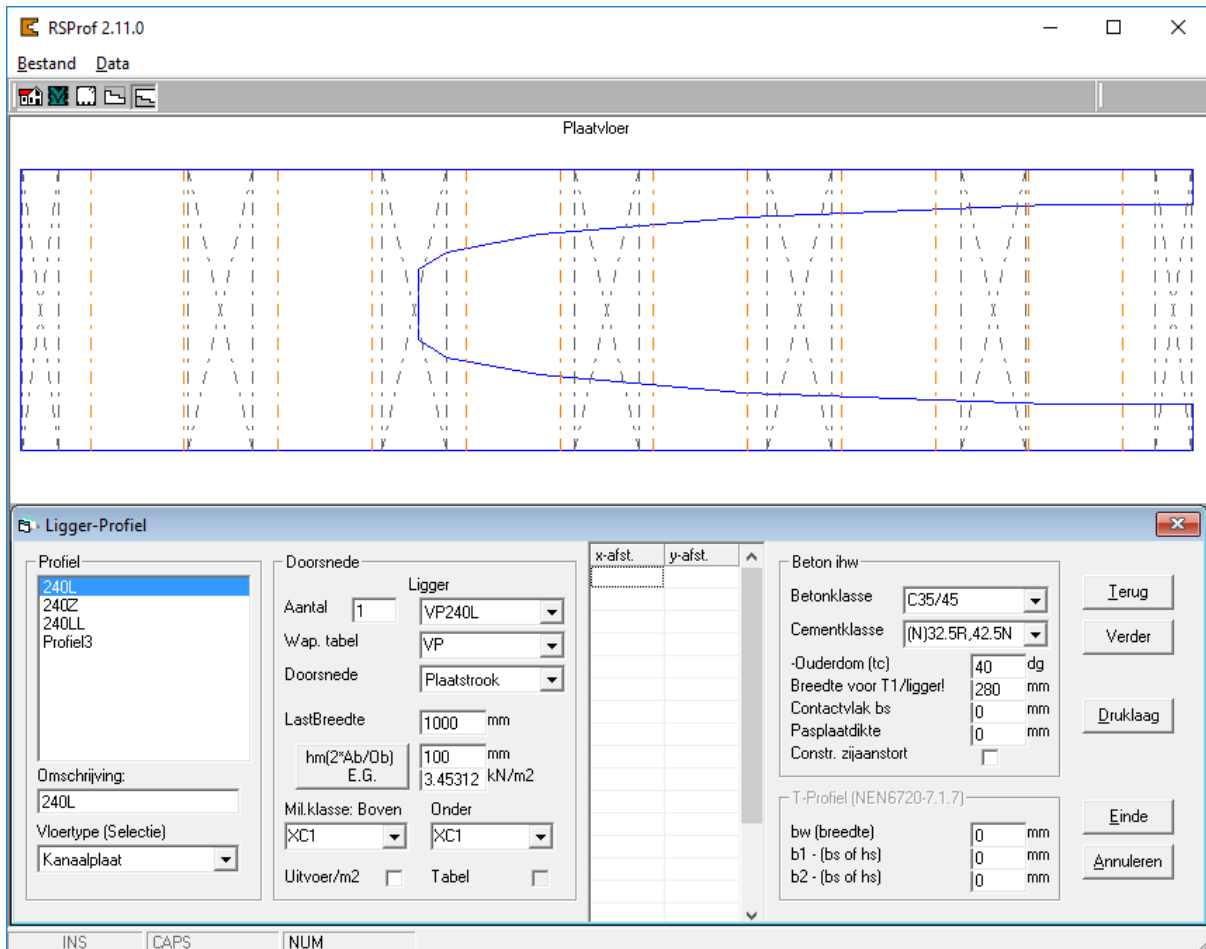 RSProf 2.11.0
Bestand Data
Plaatvloer
Ligger-Profiel
Profiel
240L
240Z
240LL
Profiel3
Omschrijving:
240L
Vloertype (Selectie)
Kanaalplaat
Doorsnede
Ligger
Aantal 1 VP240L
Wap. tabel VP
Doorsnede Plaatstrook
LastBreedte 1000 mm
hm(2*Ab/Ob) 100 mm
E.G. 3.45312 kN/m2
Mil.klasse: Boven Onder
XC1 XC1
Uitvoer/m2 Tabel
x-afst. y-afst.
Beton ihw
Betonklasse C35/45
Cementklasse (N)32.5R,42.5N
-Ouderdom (tc) 40 dg
Breedte voor T1/ligger! 280 mm
Contactvlak bs 0 mm
Pasplaatdikte 0 mm
Constr. zijaanstort
T-Profiel (NEN6720-7.1.7)
bw (breedte) 0 mm
b1 - (bs of hs) 0 mm
b2 - (bs of hs) 0 mm
Terug
Verder
Druklaag
Einde
Annuleren
INS CAPS NUM